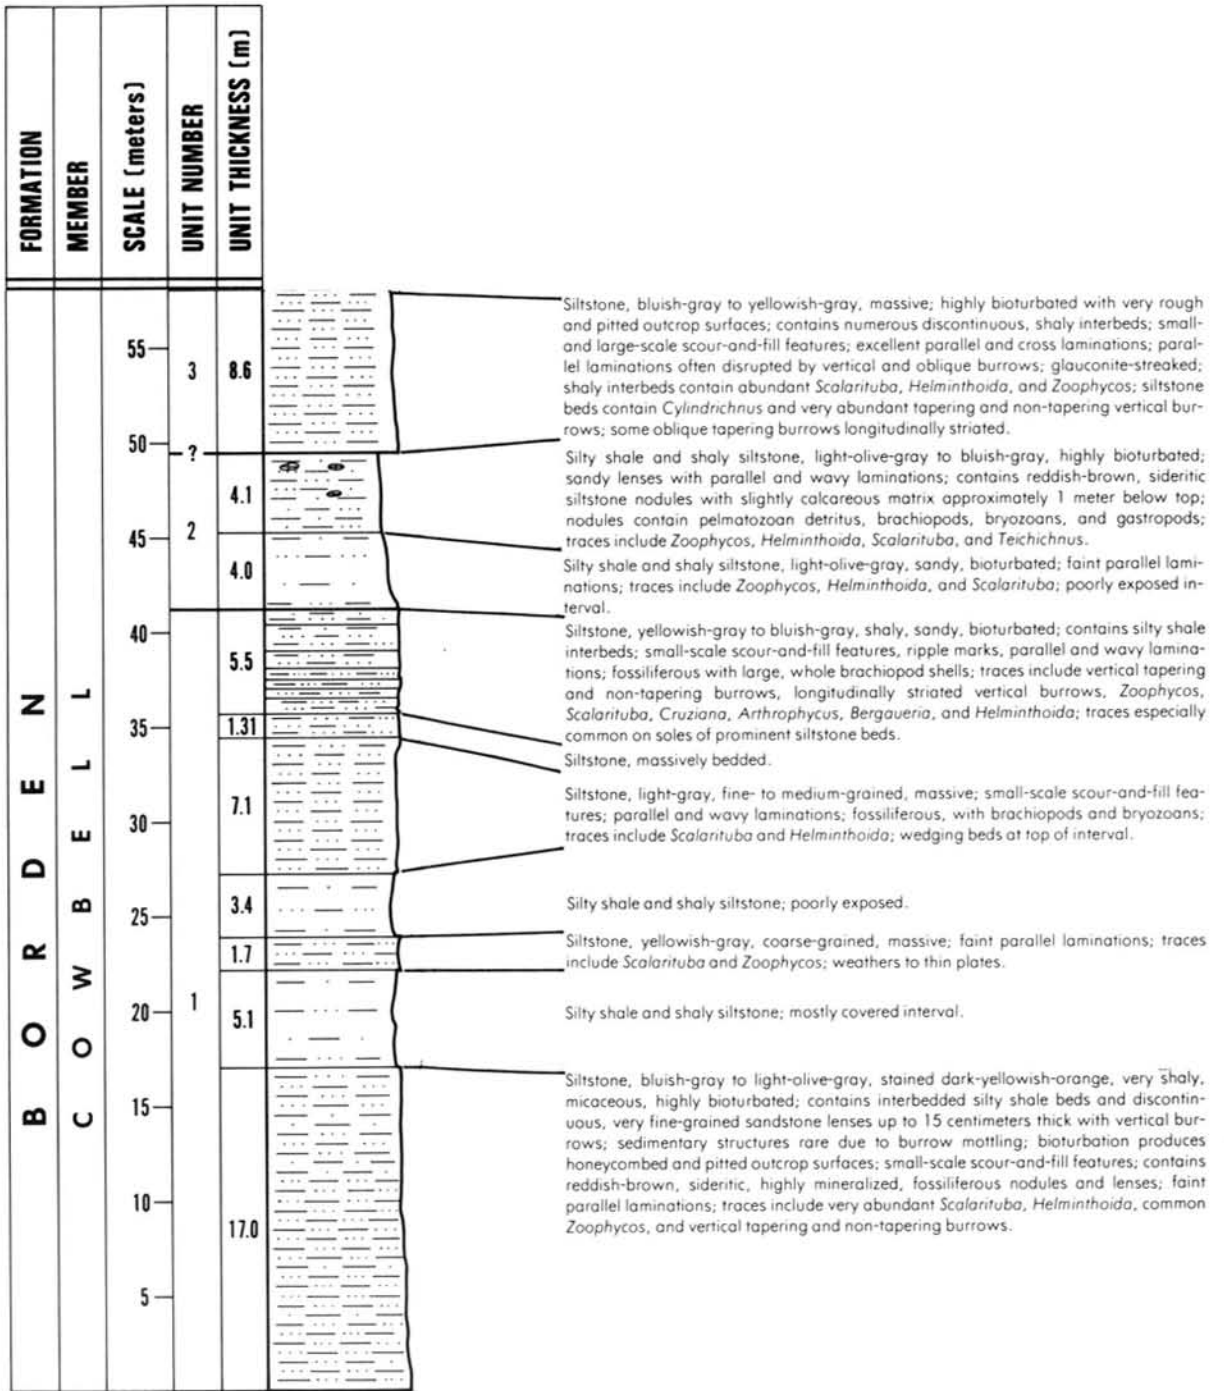 FORMATION
MEMBER
SCALE (meters)
UNIT NUMBER
UNIT THICKNESS (m)
BORDEN
COWBELL
55
50
45
40
35
30
25
20
15
10
5
3
?
2
1
8.6
4.1
4.0
5.5
1.31
7.1
3.4
1.7
5.1
17.0
Siltstone, bluish-gray to yellowish-gray, massive; highly bioturbated with very rough
and pitted outcrop surfaces; contains numerous discontinuous, shaly interbeds; small-
and large-scale scour-and-fill features; excellent parallel and cross laminations; paral-
lel laminations often disrupted by vertical and oblique burrows; glauconite-streaked;
shaly interbeds contain abundant Scalarituba, Helminthoida, and Zoophycos; siltstone
beds contain Cylindrichnus and very abundant tapering and non-tapering vertical bur-
rows; some oblique tapering burrows longitudinally striated.
Silty shale and shaly siltstone, light-olive-gray to bluish-gray, highly bioturbated;
sandy lenses with parallel and wavy laminations; contains reddish-brown, sideritic
siltstone nodules with slightly calcareous matrix approximately 1 meter below top;
nodules contain pelmatozoan detritus, brachiopods, bryozoans, and gastropods;
traces include Zoophycos, Helminthoida, Scalarituba, and Teichichnus.
Silty shale and shaly siltstone, light-olive-gray, sandy, bioturbated; faint parallel lami-
nations; traces include Zoophycos, Helminthoida, and Scalarituba; poorly exposed in-
terval.
Siltstone, yellowish-gray to bluish-gray, shaly, sandy, bioturbated; contains silty shale
interbeds; small-scale scour-and-fill features, ripple marks, parallel and wavy lamina-
tions; fossiliferous with large, whole brachiopod shells; traces include vertical tapering
and non-tapering burrows, longitudinally striated vertical burrows, Zoophycos,
Scalarituba, Cruziana, Arthrophycus, Bergaueria, and Helminthoida; traces especially
common on soles of prominent siltstone beds.
Siltstone, massively bedded.
Siltstone, light-gray, fine- to medium-grained, massive; small-scale scour-and-fill fea-
tures; parallel and wavy laminations; fossiliferous, with brachiopods and bryozoans;
traces include Scalarituba and Helminthoida; wedging beds at top of interval.
Silty shale and shaly siltstone; poorly exposed.
Siltstone, yellowish-gray, coarse-grained, massive; faint parallel laminations; traces
include Scalarituba and Zoophycos; weathers to thin plates.
Silty shale and shaly siltstone; mostly covered interval.
Siltstone, bluish-gray to light-olive-gray, stained dark-yellowish-orange, very shaly,
micaceous, highly bioturbated; contains interbedded silty shale beds and discontin-
uous, very fine-grained sandstone lenses up to 15 centimeters thick with vertical bur-
rows; sedimentary structures rare due to burrow mottling; bioturbation produces
honeycombed and pitted outcrop surfaces; small-scale scour-and-fill features; contains
reddish-brown, sideritic, highly mineralized, fossiliferous nodules and lenses; faint
parallel laminations; traces include very abundant Scalarituba, Helminthoida, common
Zoophycos, and vertical tapering and non-tapering burrows.